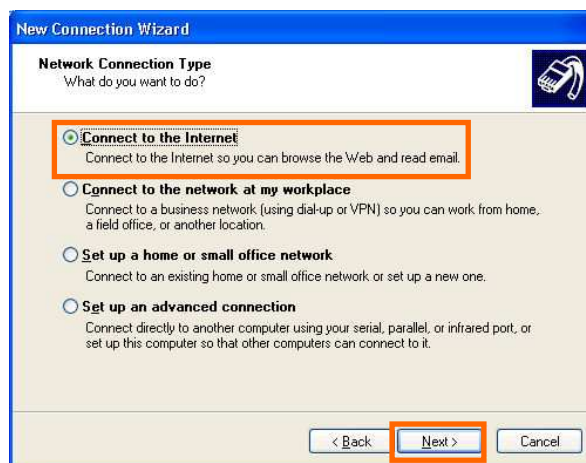 New Connection Wizard
Network Connection Type
What do you want to do?
Connect to the Internet
Connect to the Internet so you can browse the Web and read email.
Connect to the network at my workplace
Connect to a business network (using dial-up or VPN) so you can work from home,
a field office, or another location.
Set up a home or small office network
Connect to an existing home or small office network or set up a new one.
Set up an advanced connection
Connect directly to another computer using your serial, parallel, or infrared port, or
set up this computer so that other computers can connect to it.
< Back Next > Cancel